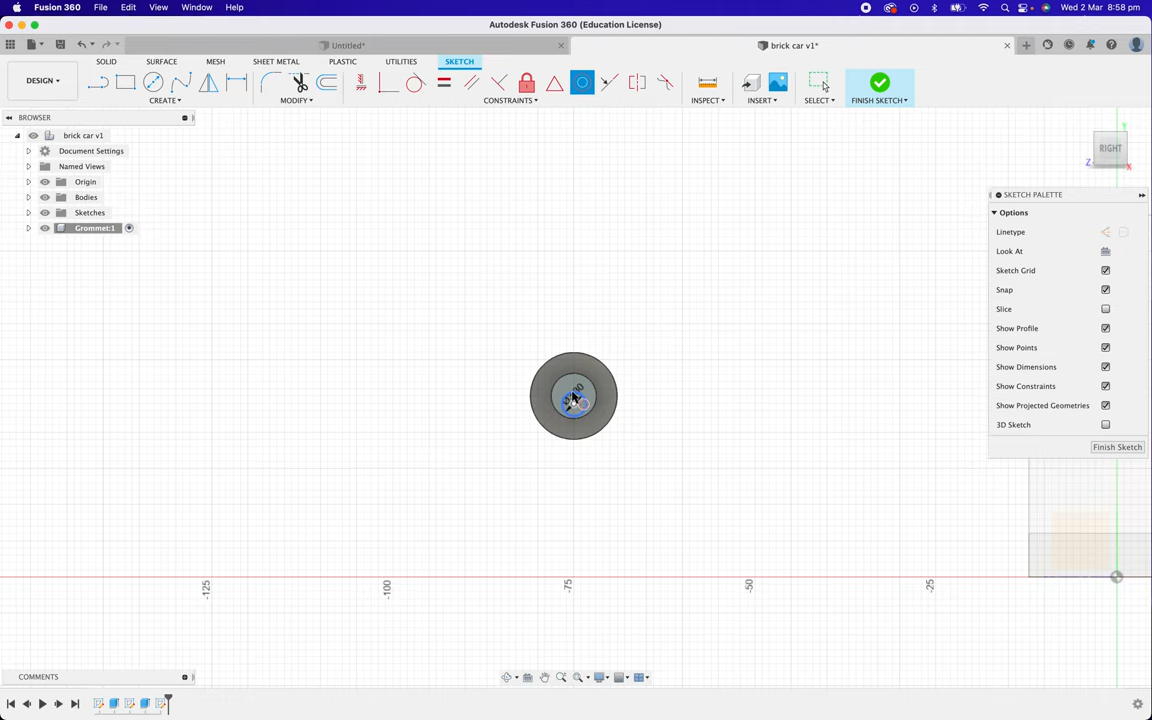 Fusion 360 File Edit View Window Help Wed 2 Mar 8:58 pm
Autodesk Fusion 360 (Education License)
Untitled* brick car v1*
SOLID SURFACE MESH SHEET METAL PLASTIC UTILITIES SKETCH
DESIGN
CREATE MODIFY CONSTRAINTS INSPECT INSERT SELECT FINISH SKETCH
BROWSER
brick car v1
Document Settings
Named Views
Origin
Bodies
Sketches
Grommet:1
RIGHT
Y
Z
X
SKETCH PALETTE
Options
Linetype
Look At
Sketch Grid
Snap
Slice
Show Profile
Show Points
Show Dimensions
Show Constraints
Show Projected Geometries
3D Sketch
Finish Sketch
-125 -100 -75 -50 -25
COMMENTS